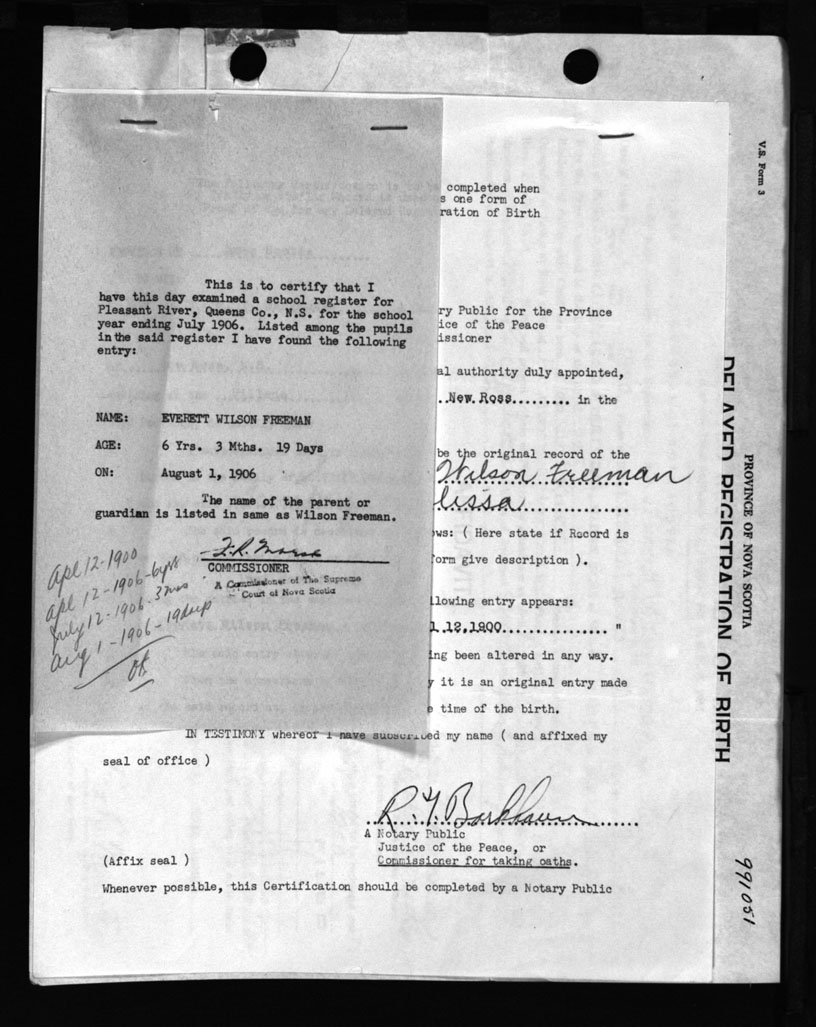 This is to certify that I
have this day examined a school register for
Pleasant River, Queens Co., N.S. for the school
year ending July 1906. Listed among the pupils
in the said register I have found the following
entry:
NAME: EVERETT WILSON FREEMAN
AGE: 6 Yrs. 3 Mths. 19 Days
ON: August 1, 1906
The name of the parent or
guardian is listed in same as Wilson Freeman.
COMMISSIONER
A Commissioner of The Supreme
Court of Nova Scotia
Apl 12-1900
Apl 12-1906-6yrs
July 12-1906-3mos
Aug 1-1906-19days
OK
completed when
s one form of
ration of Birth
ry Public for the Province
ice of the Peace
issioner
al authority duly appointed,
..New Ross......... in the
be the original record of the
Wilson Freeman
lissa
ows: ( Here state if Record is
orm give description ).
llowing entry appears:
l 12,1900............... "
ng been altered in any way.
y it is an original entry made
e time of the birth.
IN TESTIMONY whereof I have subscribed my name ( and affixed my
seal of office )
A Notary Public
Justice of the Peace, or
(Affix seal ) Commissioner for taking oaths.
Whenever possible, this Certification should be completed by a Notary Public
V.S. Form 3
PROVINCE OF NOVA SCOTIA
DELAYED REGISTRATION OF BIRTH
991051